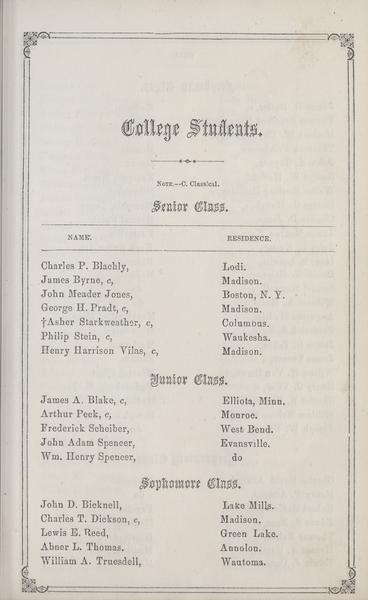 College Students.
NOTE.—C. Classical.
Senior Class.
NAME. RESIDENCE.
Charles P. Blachly, Lodi.
James Byrne, c, Madison.
John Meader Jones, Boston, N. Y.
George H. Pradt, c, Madison.
†Asher Starkweather, c, Columbus.
Philip Stein, c, Waukesha.
Henry Harrison Vilas, c, Madison.
Junior Class.
James A. Blake, c, Elliota, Minn.
Arthur Peck, c, Monroe.
Frederick Scheiber, West Bend.
John Adam Spencer, Evansville.
Wm. Henry Spencer, do
Sophomore Class.
John D. Bicknell, Lake Mills.
Charles T. Dickson, c, Madison.
Lewis E. Reed, Green Lake.
Abner L. Thomas, Annolon.
William A. Truesdell, Wautoma.